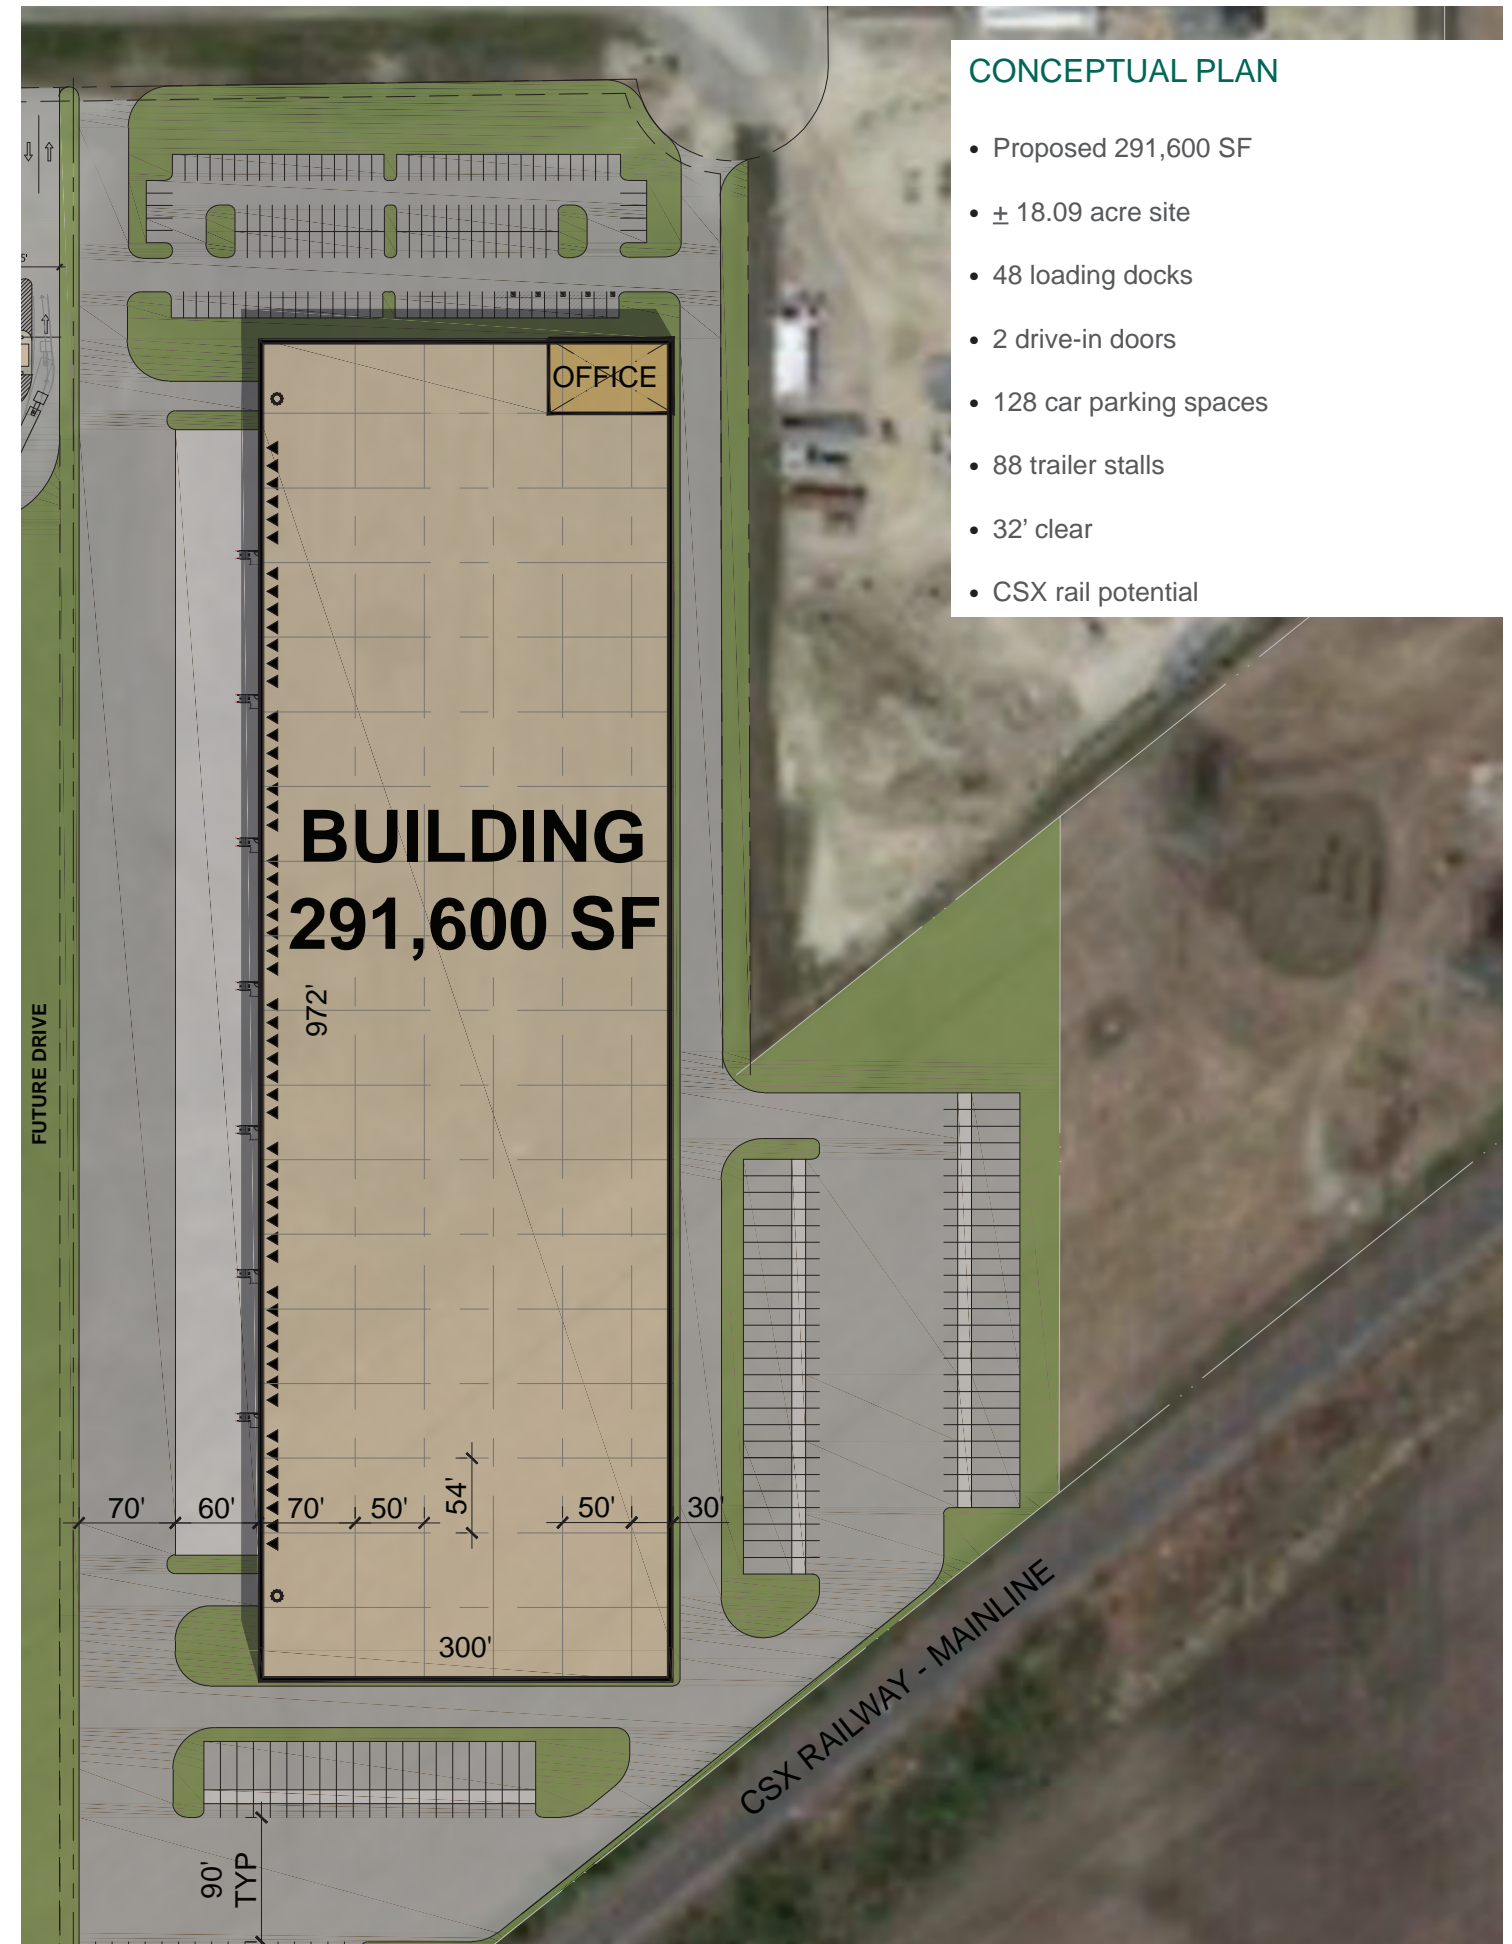 CONCEPTUAL PLAN
• Proposed 291,600 SF
• ± 18.09 acre site
• 48 loading docks
• 2 drive-in doors
• 128 car parking spaces
• 88 trailer stalls
• 32’ clear
• CSX rail potential
5'
OFFICE
BUILDING
291,600 SF
972'
FUTURE DRIVE
70'
60'
70'
50'
54'
50'
30'
300'
CSX RAILWAY - MAINLINE
90'
TYP